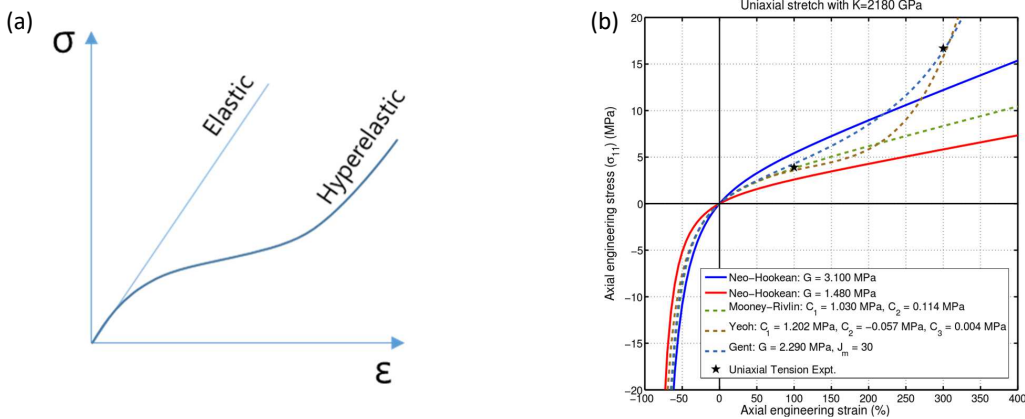 (a)
σ
Elastic
Hyperelastic
ε
(b)
Uniaxial stretch with K=2180 GPa
Axial engineering stress (σ11) (MPa)
20
15
10
5
0
−5
−10
−15
−20
Neo−Hookean: G = 3.100 MPa
Neo−Hookean: G = 1.480 MPa
Mooney−Rivlin: C1 = 1.030 MPa, C2 = 0.114 MPa
Yeoh: C1 = 1.202 MPa, C2 = −0.057 MPa, C3 = 0.004 MPa
Gent: G = 2.290 MPa, Jm = 30
Uniaxial Tension Expt.
−100 −50 0 50 100 150 200 250 300 350 400
Axial engineering strain (%)